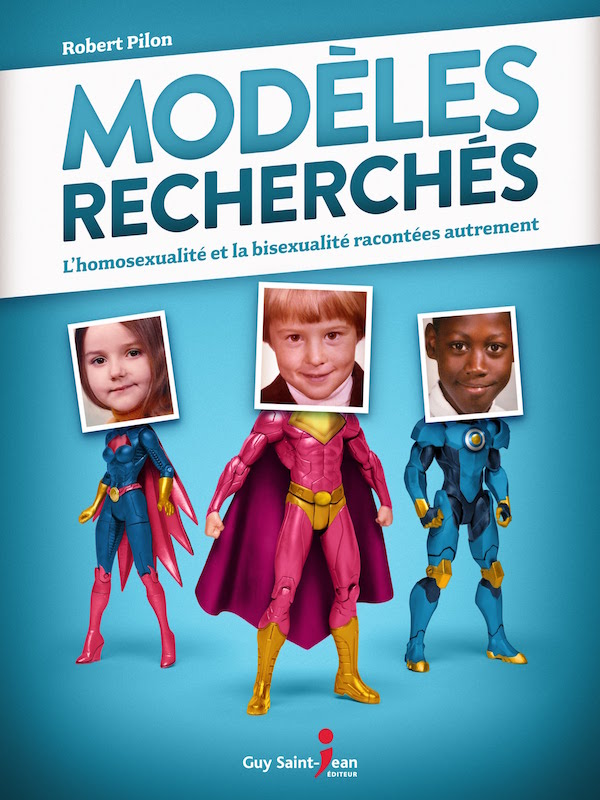 Robert Pilon
MODÈLES
RECHERCHÉS
L'homosexualité et la bisexualité racontées autrement
Guy Saint-Jean
ÉDITEUR